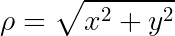 ρ = √(x² + y²)